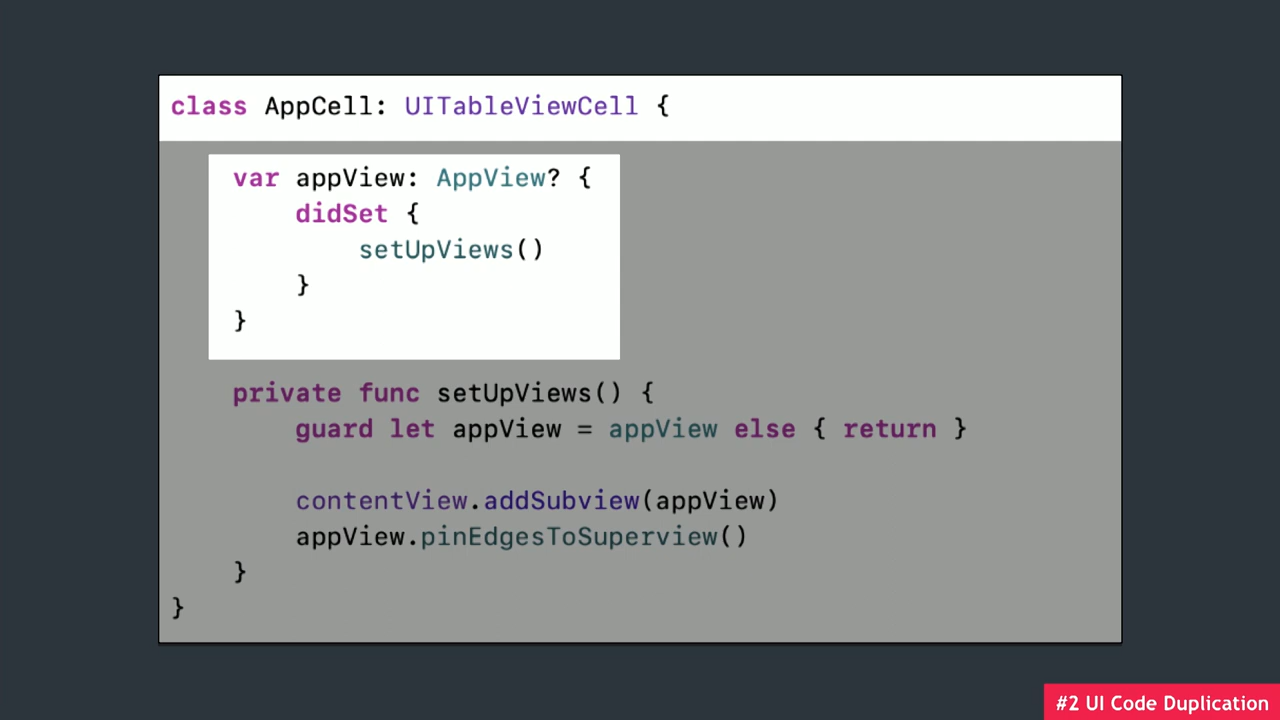 class AppCell: UITableViewCell {
var appView: AppView? {
didSet {
setUpViews()
}
}
private func setUpViews() {
guard let appView = appView else { return }
contentView.addSubview(appView)
appView.pinEdgesToSuperview()
}
}
#2 UI Code Duplication